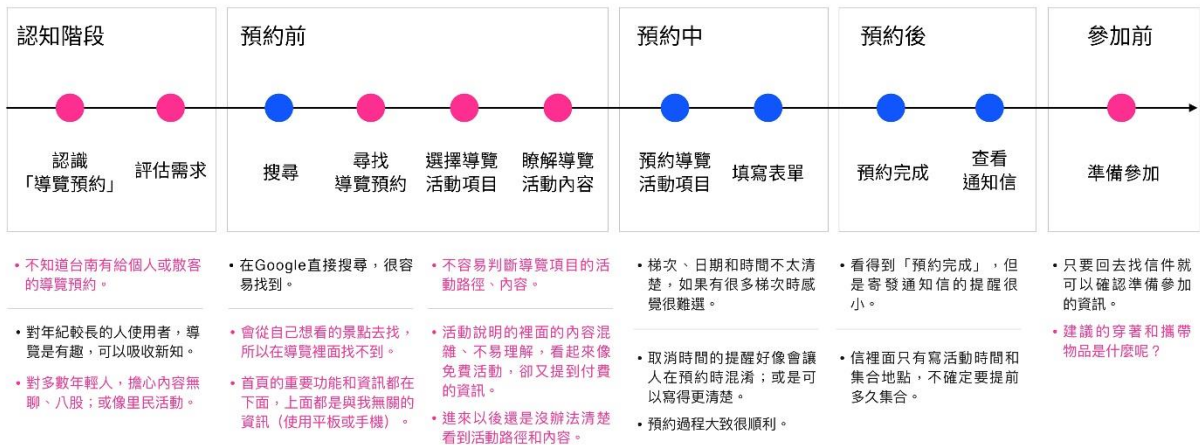 認知階段
預約前
預約中
預約後
參加前
認識
「導覽預約」
評估需求
搜尋
尋找
導覽預約
選擇導覽
活動項目
瞭解導覽
活動內容
預約導覽
活動項目
填寫表單
預約完成
查看
通知信
準備參加
• 不知道台南有給個人或散客
的導覽預約。
• 對年紀較長的人使用者，導
覽是有趣，可以吸收新知。
• 對多數年輕人，擔心內容無
聊、八股；或像里民活動。
• 在Google直接搜尋，很容
易找到。
• 會從自己想看的景點去找，
所以在導覽裡面找不到。
• 首頁的重要功能和資訊都在
下面，上面都是與我無關的
資訊（使用平板或手機）。
• 不容易判斷導覽項目的活
動路徑、內容。
• 活動說明的裡面的內容混
雜、不易理解，看起來像
免費活動，卻又提到付費
的資訊。
• 進來以後還是沒辦法清楚
看到活動路徑和內容。
• 梯次、日期和時間不太清
楚，如果有很多梯次時感
覺很難選。
• 取消時間的提醒好像會讓
人在預約時混淆；或是可
以寫得更清楚。
• 預約過程大致很順利。
• 看得到「預約完成」，但
是寄發通知信的提醒很
小。
• 信裡面只有寫活動時間和
集合地點，不確定要提前
多久集合。
• 只要回去找信件就
可以確認準備參加
的資訊。
• 建議的穿著和攜帶
物品是什麼呢？